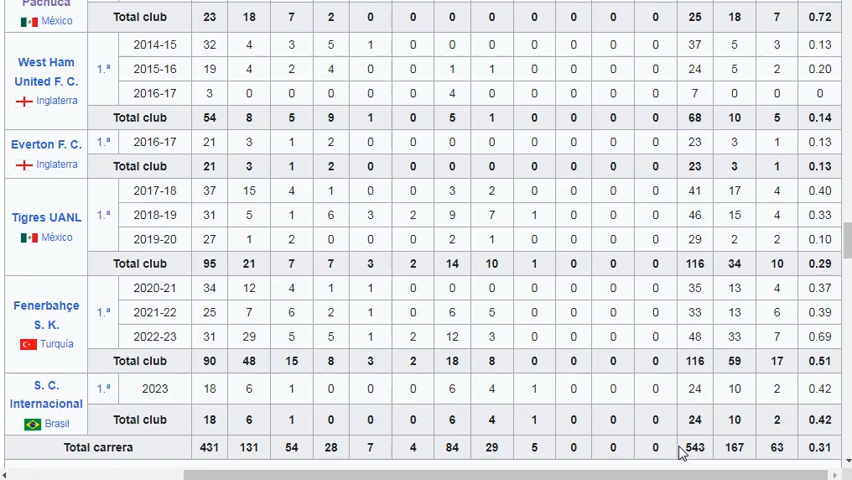 Pachuca
México
Total club 23 18 7 2 0 0 0 0 0 0 0 0 25 18 7 0.72
West Ham United F. C.
Inglaterra
1.ª
2014-15 32 4 3 5 1 0 0 0 0 0 0 0 37 5 3 0.13
2015-16 19 4 2 4 0 0 1 1 0 0 0 0 24 5 2 0.20
2016-17 3 0 0 0 0 0 4 0 0 0 0 0 7 0 0 0
Total club 54 8 5 9 1 0 5 1 0 0 0 0 68 10 5 0.14
Everton F. C.
Inglaterra
1.ª
2016-17 21 3 1 2 0 0 0 0 0 0 0 0 23 3 1 0.13
Total club 21 3 1 2 0 0 0 0 0 0 0 0 23 3 1 0.13
Tigres UANL
México
1.ª
2017-18 37 15 4 1 0 0 3 2 0 0 0 0 41 17 4 0.40
2018-19 31 5 1 6 3 2 9 7 1 0 0 0 46 15 4 0.33
2019-20 27 1 2 0 0 0 2 1 0 0 0 0 29 2 2 0.10
Total club 95 21 7 7 3 2 14 10 1 0 0 0 116 34 10 0.29
Fenerbahçe S. K.
Turquía
1.ª
2020-21 34 12 4 1 1 0 0 0 0 0 0 0 35 13 4 0.37
2021-22 25 7 6 2 1 0 6 5 0 0 0 0 33 13 6 0.39
2022-23 31 29 5 5 1 2 12 3 0 0 0 0 48 33 7 0.69
Total club 90 48 15 8 3 2 18 8 0 0 0 0 116 59 17 0.51
S. C. Internacional
Brasil
1.ª
2023 18 6 1 0 0 0 6 4 1 0 0 0 24 10 2 0.42
Total club 18 6 1 0 0 0 6 4 1 0 0 0 24 10 2 0.42
Total carrera 431 131 54 28 7 4 84 29 5 0 0 0 543 167 63 0.31